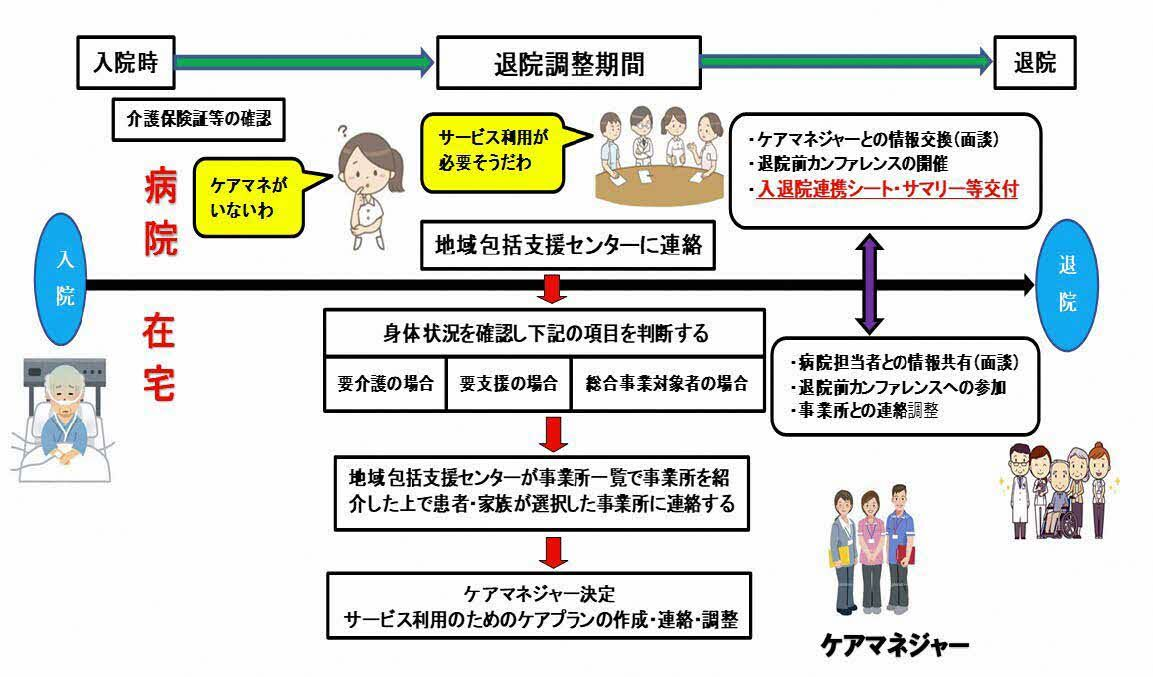 入院時
退院調整期間
退院
介護保険証等の確認
?
ケアマネが
いないわ
サービス利用が
必要そうだわ
・ケアマネジャーとの情報交換(面談)
・退院前カンファレンスの開催
・入退院連携シート・サマリー等交付
病院
地域包括支援センターに連絡
入院
退院
在宅
身体状況を確認し下記の項目を判断する
要介護の場合
要支援の場合
総合事業対象者の場合
・病院担当者との情報共有(面談)
・退院前カンファレンスへの参加
・事業所との連絡調整
地域包括支援センターが事業所一覧で事業所を紹
介した上で患者・家族が選択した事業所に連絡する
ケアマネジャー決定
サービス利用のためのケアプランの作成・連絡・調整
ケアマネジャー